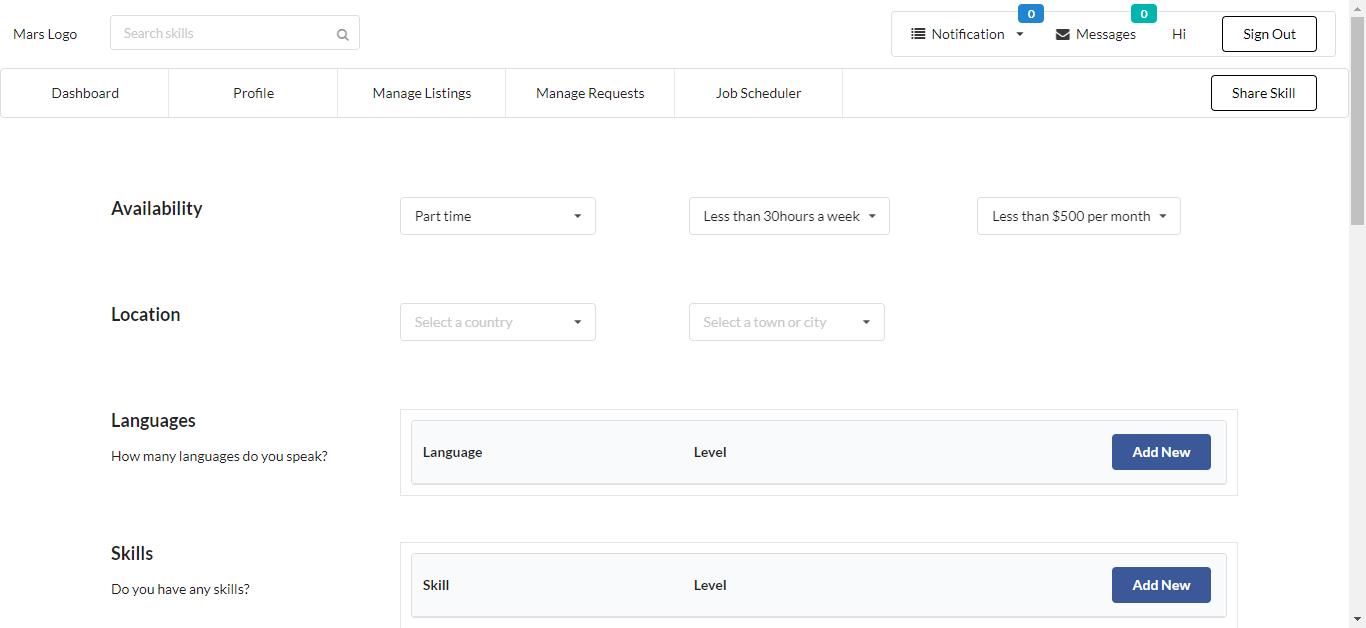 0 0
Mars Logo Search skills Notification Messages Hi Sign Out
Dashboard Profile Manage Listings Manage Requests Job Scheduler Share Skill
Availability Part time Less than 30hours a week Less than $500 per month
Location Select a country Select a town or city
Languages
Language Level Add New
How many languages do you speak?
Skills
Skill Level Add New
Do you have any skills?